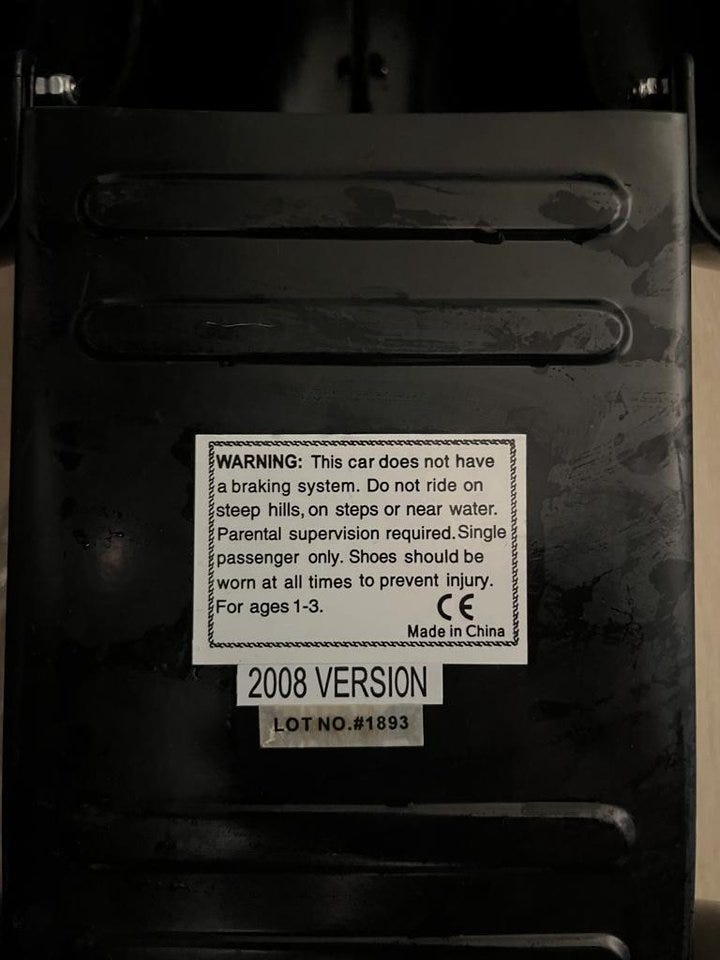 WARNING: This car does not have
a braking system. Do not ride on
steep hills, on steps or near water.
Parental supervision required. Single
passenger only. Shoes should be
worn at all times to prevent injury.
For ages 1-3.
CE
Made in China
2008 VERSION
LOT NO.#1893